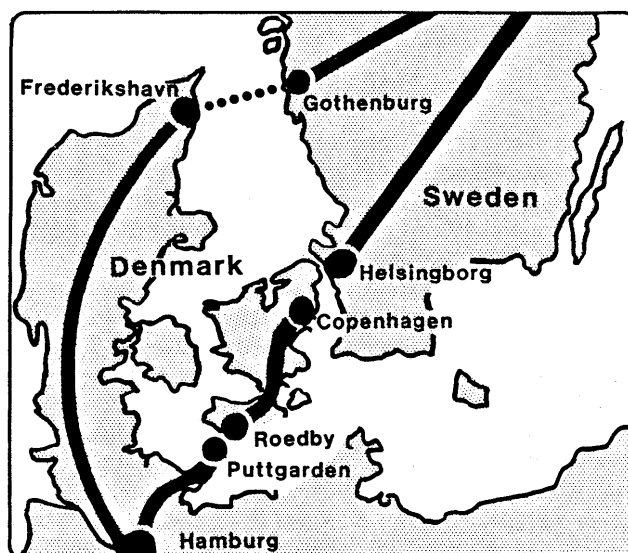 Frederikshavn
Gothenburg
Sweden
Denmark
Helsingborg
Copenhagen
Roedby
Puttgarden
Hamburg